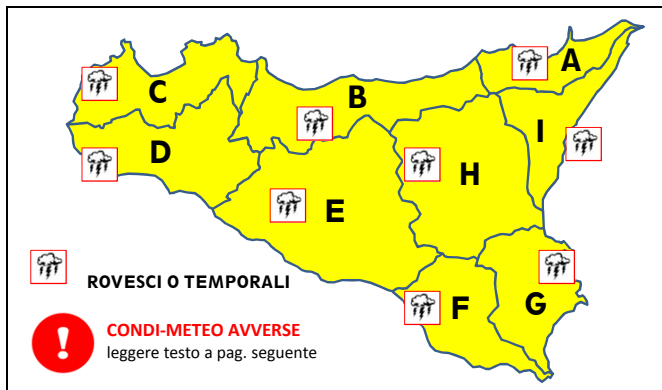 A
C
B
I
D
H
E
F
G
ROVESCI O TEMPORALI
!
CONDI-METEO AVVERSE
leggere testo a pag. seguente